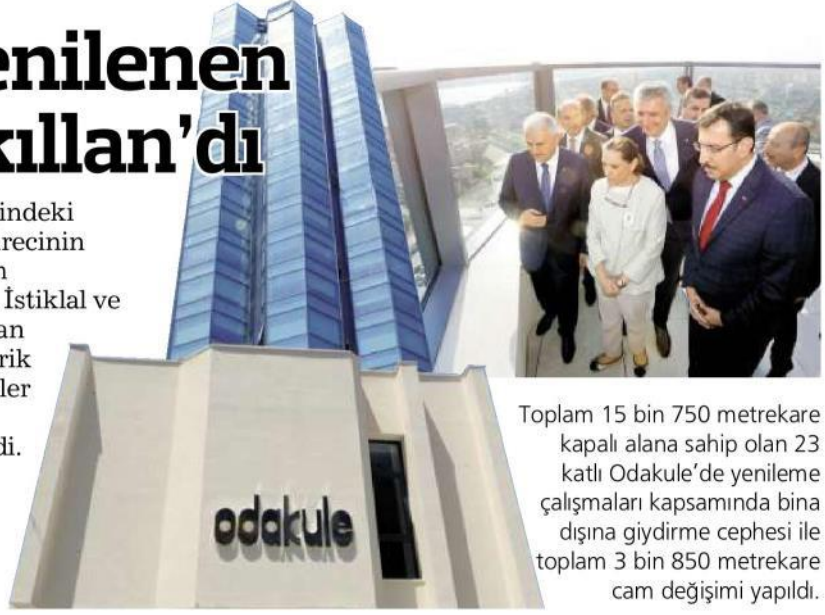 enilenen
kıllan'dı
indeki
recinin
n
İstiklal ve
an
rik
ler
di.
odakule
Toplam 15 bin 750 metrekare
kapalı alana sahip olan 23
katlı Odakule'de yenileme
çalışmaları kapsamında bina
dışına giydirme cephesi ile
toplam 3 bin 850 metrekare
cam değişimi yapıldı.